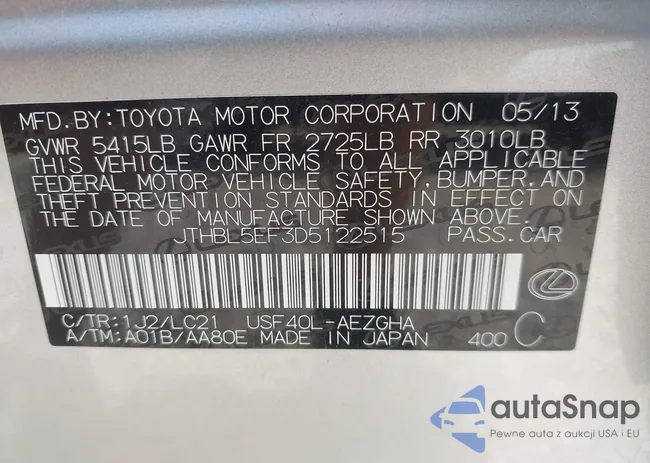 MFD.BY:TOYOTA MOTOR CORPORATION 05/13
GVWR 5415LB GAWR FR 2725LB RR 3010LB
THIS VEHICLE CONFORMS TO ALL APPLICABLE
FEDERAL MOTOR VEHICLE SAFETY,BUMPER,AND
THEFT PREVENTION STANDARDS IN EFFECT ON
THE DATE OF MANUFACTURE SHOWN ABOVE.
JTHBL5EF3D5122515 PASS.CAR
C/TR:1J2/LC21 USF40L-AEZGHA
A/TM:A01B/AA80E MADE IN JAPAN 400 C
autaSnap
Pewne auta z aukcji USA i EU